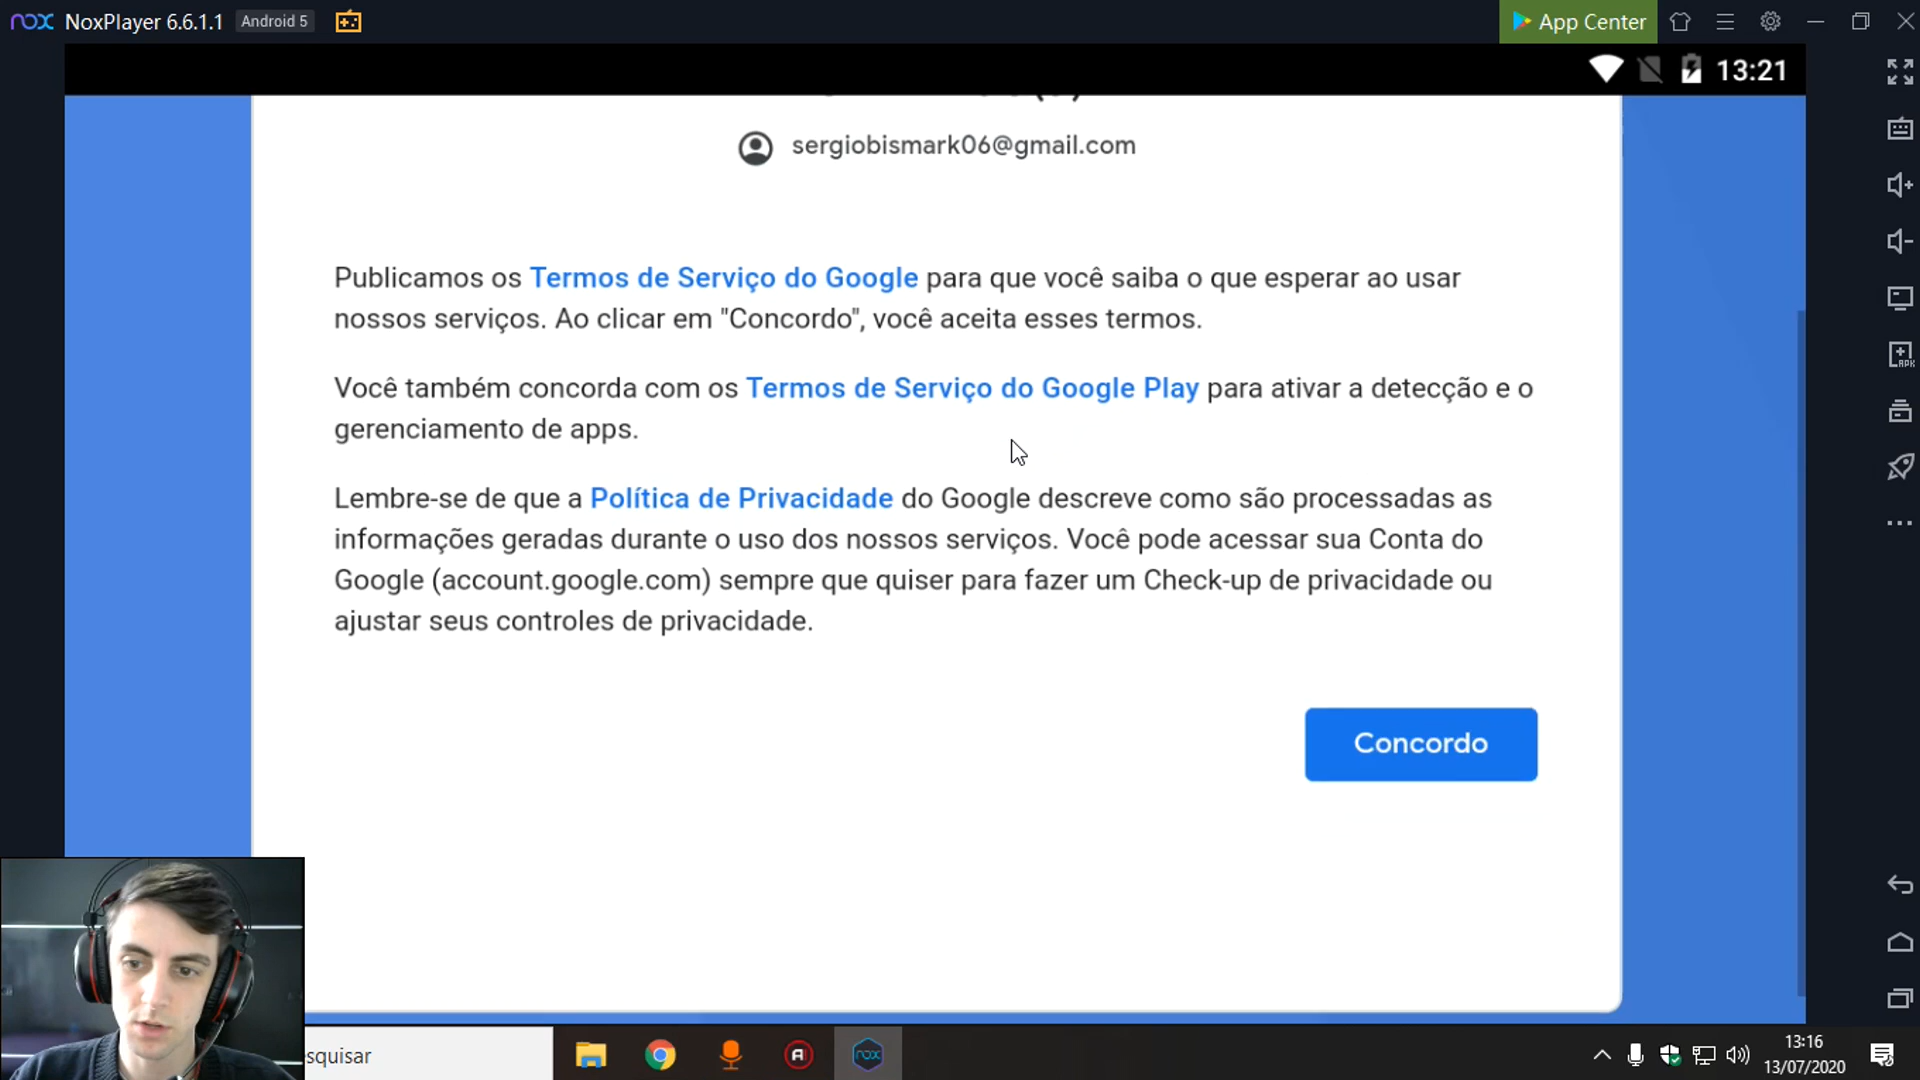 nox NoxPlayer 6.6.1.1 Android 5
App Center
13:21
sergiobismark06@gmail.com
Publicamos os Termos de Serviço do Google para que você saiba o que esperar ao usar
nossos serviços. Ao clicar em "Concordo", você aceita esses termos.
Você também concorda com os Termos de Serviço do Google Play para ativar a detecção e o
gerenciamento de apps.
Lembre-se de que a Política de Privacidade do Google descreve como são processadas as
informações geradas durante o uso dos nossos serviços. Você pode acessar sua Conta do
Google (account.google.com) sempre que quiser para fazer um Check-up de privacidade ou
ajustar seus controles de privacidade.
Concordo
squisar
nox
13:16
13/07/2020